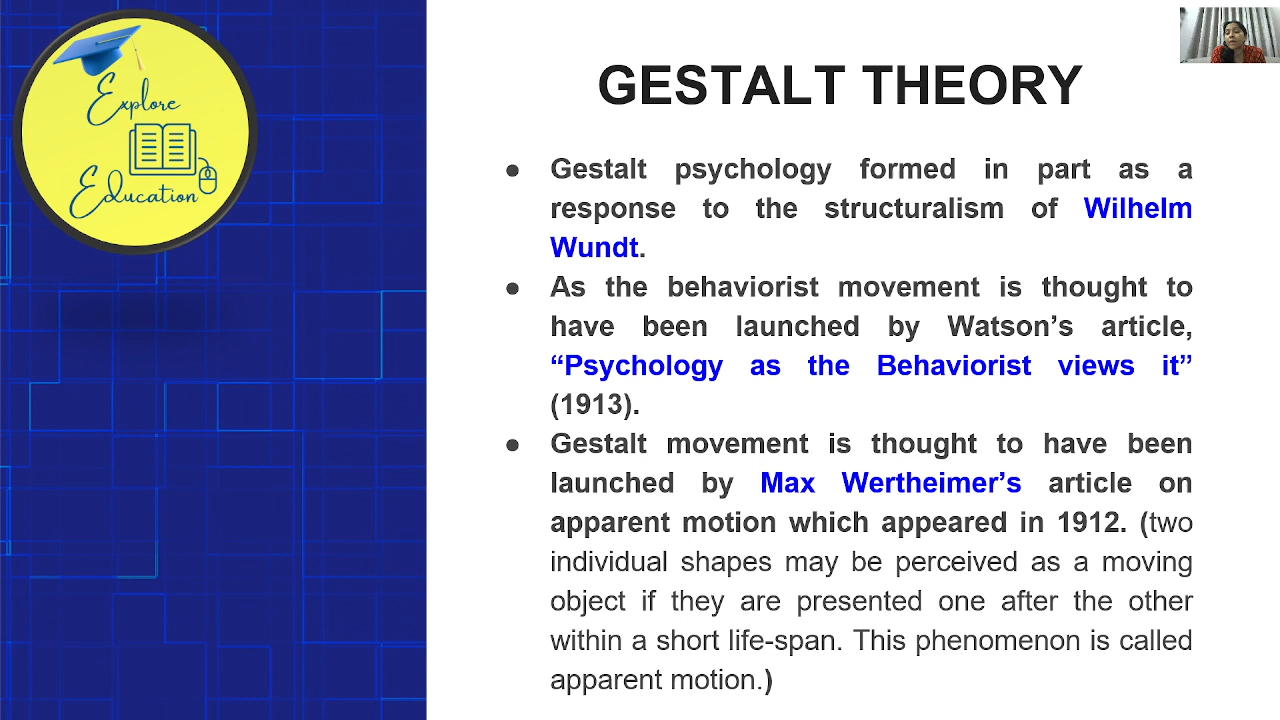 Explore
Education
GESTALT THEORY
● Gestalt psychology formed in part as a
response to the structuralism of Wilhelm
Wundt.
● As the behaviorist movement is thought to
have been launched by Watson’s article,
“Psychology as the Behaviorist views it”
(1913).
● Gestalt movement is thought to have been
launched by Max Wertheimer’s article on
apparent motion which appeared in 1912. (two
individual shapes may be perceived as a moving
object if they are presented one after the other
within a short life-span. This phenomenon is called
apparent motion.)